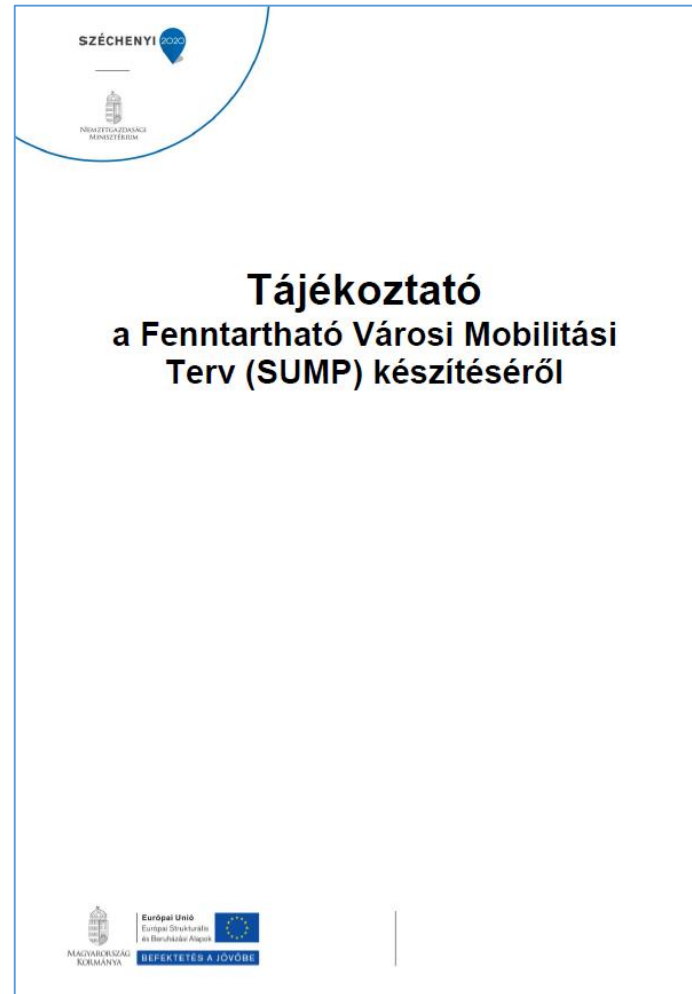 SZÉCHENYI 2020
NEMZETGAZDASÁGI
MINISZTÉRIUM
Tájékoztató
a Fenntartható Városi Mobilitási
Terv (SUMP) készítéséről
MAGYARORSZÁG
KORMÁNYA
Európai Unió
Európai Strukturális
és Beruházási Alapok
BEFEKTETÉS A JÖVŐBE